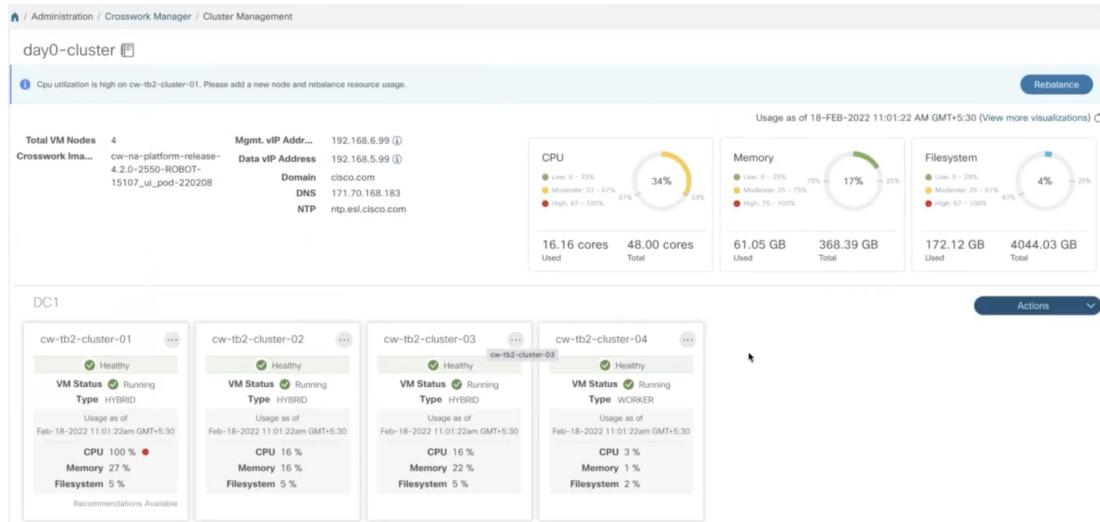 / Administration / Crosswork Manager / Cluster Management
day0-cluster
Cpu utilization is high on cw-tb2-cluster-01. Please add a new node and rebalance resource usage.
Rebalance
Usage as of 18-FEB-2022 11:01:22 AM GMT+5:30 (View more visualizations)
Total VM Nodes 4
Crosswork Ima... cw-na-platform-release-
4.2.0-2550-ROBOT-
15107_ui_pod-220208
Mgmt. vIP Addr... 192.168.6.99
Data vIP Address 192.168.5.99
Domain cisco.com
DNS 171.70.168.183
NTP ntp.esl.cisco.com
CPU
Low: 0 - 33%
Moderate: 33 - 67%
High: 67 - 100%
34%
67%
33%
16.16 cores 48.00 cores
Used Total
Memory
Low: 0 - 25%
Moderate: 25 - 75%
High: 75 - 100%
75%
17%
25%
61.05 GB 368.39 GB
Used Total
Filesystem
Low: 0 - 25%
Moderate: 25 - 67%
High: 67 - 100%
67%
4%
25%
172.12 GB 4044.03 GB
Used Total
DC1
Actions
cw-tb2-cluster-01
Healthy
VM Status Running
Type HYBRID
Usage as of
Feb-18-2022 11:01:22am GMT+5:30
CPU 100 %
Memory 27 %
Filesystem 5 %
Recommendations Available
cw-tb2-cluster-02
Healthy
VM Status Running
Type HYBRID
Usage as of
Feb-18-2022 11:01:22am GMT+5:30
CPU 16 %
Memory 16 %
Filesystem 5 %
cw-tb2-cluster-03
cw-tb2-cluster-03
Healthy
VM Status Running
Type HYBRID
Usage as of
Feb-18-2022 11:01:22am GMT+5:30
CPU 16 %
Memory 22 %
Filesystem 5 %
cw-tb2-cluster-04
Healthy
VM Status Running
Type WORKER
Usage as of
Feb-18-2022 11:01:22am GMT+5:30
CPU 3 %
Memory 1 %
Filesystem 2 %